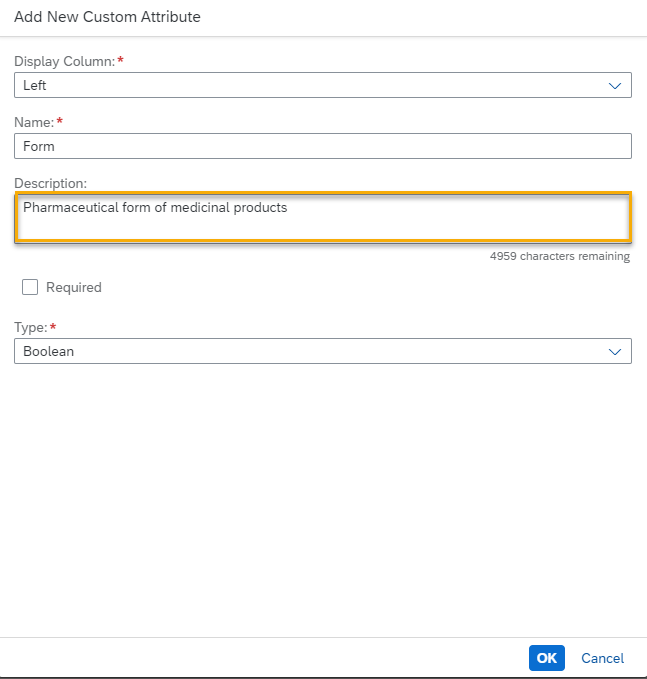 Add New Custom Attribute
Display Column:*
Left
Name:*
Form
Description:
Pharmaceutical form of medicinal products
4959 characters remaining
Required
Type:*
Boolean
OK Cancel